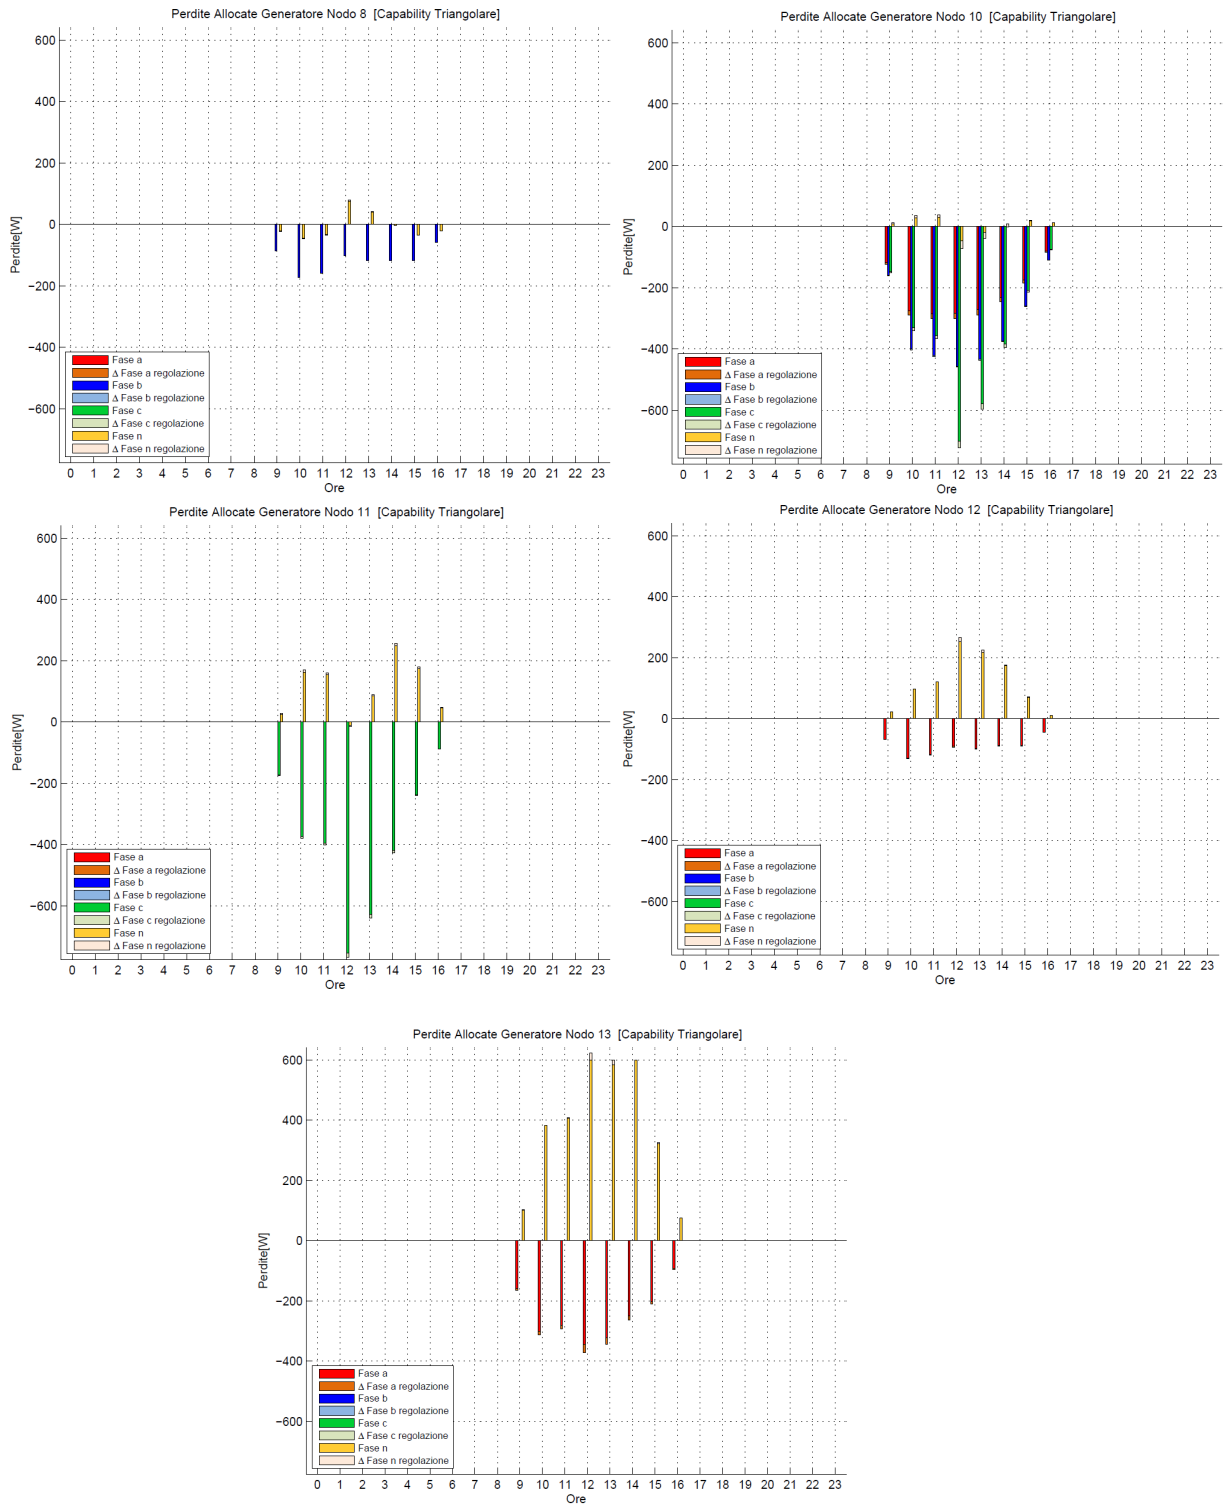 Perdite Allocate Generatore Nodo 8 [Capability Triangolare]
600
400
200
0
−200
−400
−600
Perdite[W]
Fase a
Δ Fase a regolazione
Fase b
Δ Fase b regolazione
Fase c
Δ Fase c regolazione
Fase n
Δ Fase n regolazione
0 1 2 3 4 5 6 7 8 9 10 11 12 13 14 15 16 17 18 19 20 21 22 23
Ore
Perdite Allocate Generatore Nodo 10 [Capability Triangolare]
600
400
200
0
−200
−400
−600
Perdite[W]
Fase a
Δ Fase a regolazione
Fase b
Δ Fase b regolazione
Fase c
Δ Fase c regolazione
Fase n
Δ Fase n regolazione
0 1 2 3 4 5 6 7 8 9 10 11 12 13 14 15 16 17 18 19 20 21 22 23
Ore
Perdite Allocate Generatore Nodo 11 [Capability Triangolare]
600
400
200
0
−200
−400
−600
Perdite[W]
Fase a
Δ Fase a regolazione
Fase b
Δ Fase b regolazione
Fase c
Δ Fase c regolazione
Fase n
Δ Fase n regolazione
0 1 2 3 4 5 6 7 8 9 10 11 12 13 14 15 16 17 18 19 20 21 22 23
Ore
Perdite Allocate Generatore Nodo 12 [Capability Triangolare]
600
400
200
0
−200
−400
−600
Perdite[W]
Fase a
Δ Fase a regolazione
Fase b
Δ Fase b regolazione
Fase c
Δ Fase c regolazione
Fase n
Δ Fase n regolazione
0 1 2 3 4 5 6 7 8 9 10 11 12 13 14 15 16 17 18 19 20 21 22 23
Ore
Perdite Allocate Generatore Nodo 13 [Capability Triangolare]
600
400
200
0
−200
−400
−600
Perdite[W]
Fase a
Δ Fase a regolazione
Fase b
Δ Fase b regolazione
Fase c
Δ Fase c regolazione
Fase n
Δ Fase n regolazione
0 1 2 3 4 5 6 7 8 9 10 11 12 13 14 15 16 17 18 19 20 21 22 23
Ore